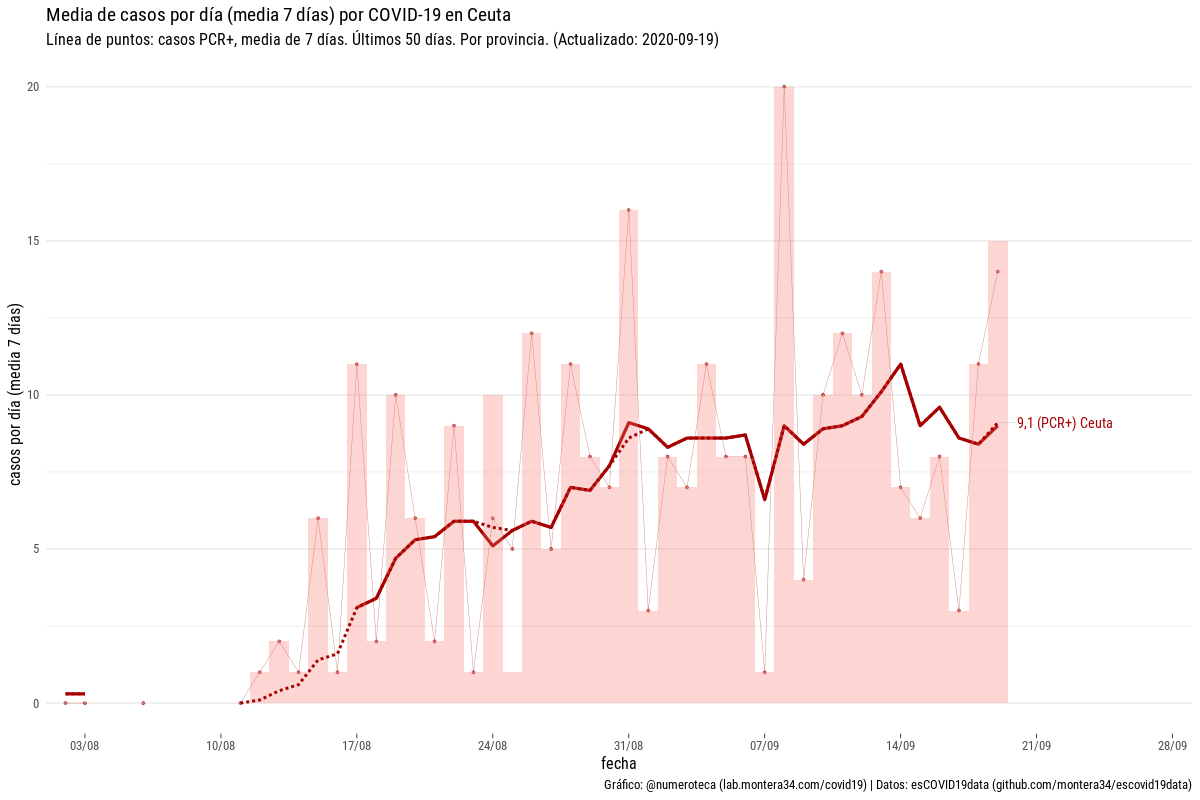 Media de casos por día (media 7 días) por COVID-19 en Ceuta
Línea de puntos: casos PCR+, media de 7 días. Últimos 50 días. Por provincia. (Actualizado: 2020-09-19)
casos por día (media 7 días)
20
15
10
5
0
9,1 (PCR+) Ceuta
03/08 10/08 17/08 24/08 31/08 07/09 14/09 21/09 28/09
fecha
Gráfico: @numeroteca (lab.montera34.com/covid19) | Datos: esCOVID19data (github.com/montera34/escovid19data)